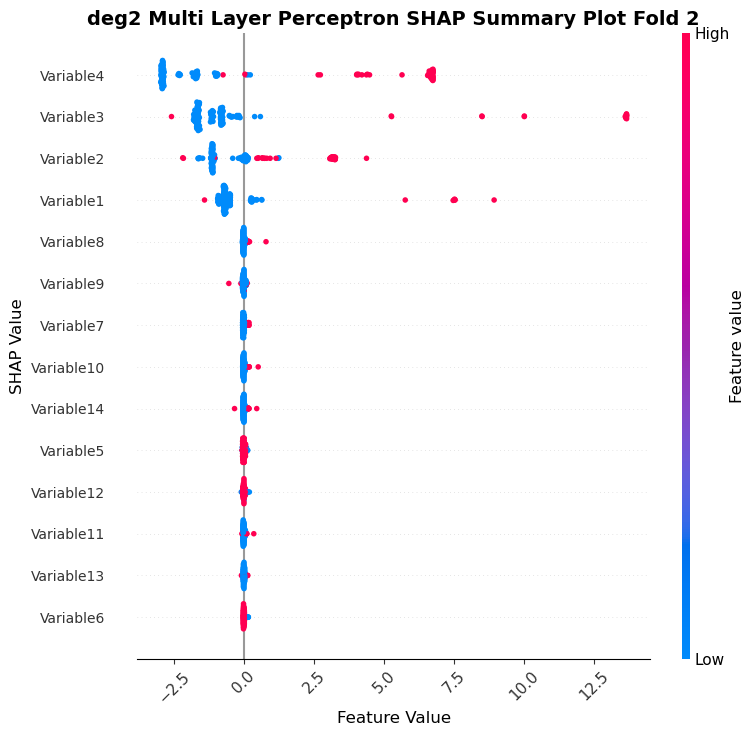 deg2 Multi Layer Perceptron SHAP Summary Plot Fold 2
High
Variable4
Variable3
Variable2
Variable1
Variable8
Variable9
Variable7
Variable10
Variable14
Variable5
Variable12
Variable11
Variable13
Variable6
SHAP Value
Feature value
Low
−2.5 0.0 2.5 5.0 7.5 10.0 12.5
Feature Value